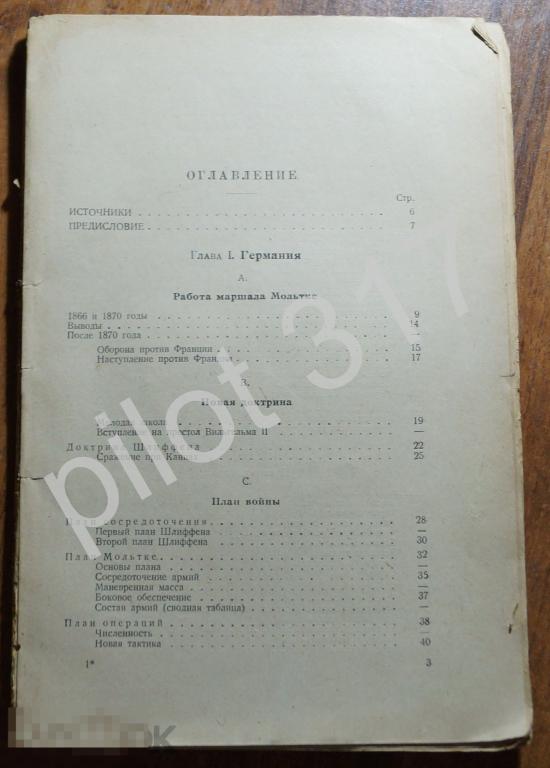 ОГЛАВЛЕНИЕ
Стр.
ИСТОЧНИКИ . . . . . . . . . . . . . . . . . . . . 6
ПРЕДИСЛОВИЕ . . . . . . . . . . . . . . . . . . . . 7
Глава I. Германия
А.
Работа маршала Мольтке
1866 и 1870 годы . . . . . . . . . . . . . . . . . . . . 9
Выводы . . . . . . . . . . . . . . . . . . . . 14
После 1870 года . . . . . . . . . . . . . . . . . . . . —
Оборона против Франции . . . . . . . . . . . . . . . 15
Наступление против Франции . . . . . . . . . . . . . . . 17
В.
Новая доктрина
Молодая школа . . . . . . . . . . . . . . . 19
Вступление на престол Вильгельма II . . . . . . . . . . —
Доктрина Шлиффена . . . . . . . . . . . . . . . 22
Сражение при Каннах . . . . . . . . . . . . . . . 25
С.
План войны
План сосредоточения . . . . . . . . . . . . . . . 28
Первый план Шлиффена . . . . . . . . . . . . . . . —
Второй план Шлиффена . . . . . . . . . . . . . . . 30
План Мольтке . . . . . . . . . . . . . . . 32
Основы плана . . . . . . . . . . . . . . . —
Сосредоточение армий . . . . . . . . . . . . . . . 35
Маневренная масса . . . . . . . . . . . . . . . —
Боковое обеспечение . . . . . . . . . . . . . . . 37
Состав армий (сводная таблица) . . . . . . . . . . —
План операций . . . . . . . . . . . . . . . 38
Численность . . . . . . . . . . . . . . . —
Новая тактика . . . . . . . . . . . . . . . 40
1* 3
pilot 317